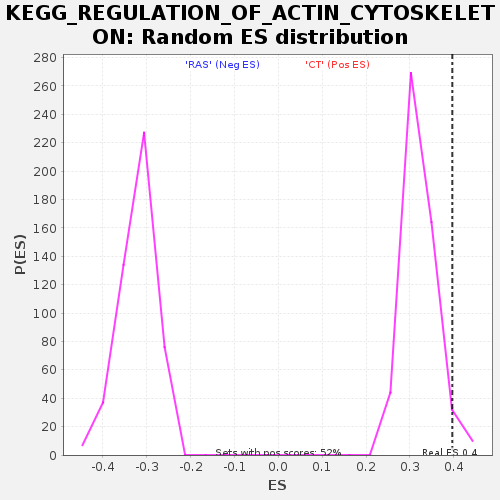 KEGG_REGULATION_OF_ACTIN_CYTOSKELET
ON: Random ES distribution
'RAS' (Neg ES) 'CT' (Pos ES)
280
260
240
220
200
180
160
140
120
100
80
60
40
20
0
P(ES)
Sets with pos scores: 52%
Real ES 0.4
-0.4 -0.3 -0.2 -0.1 0.0 0.1 0.2 0.3 0.4
ES